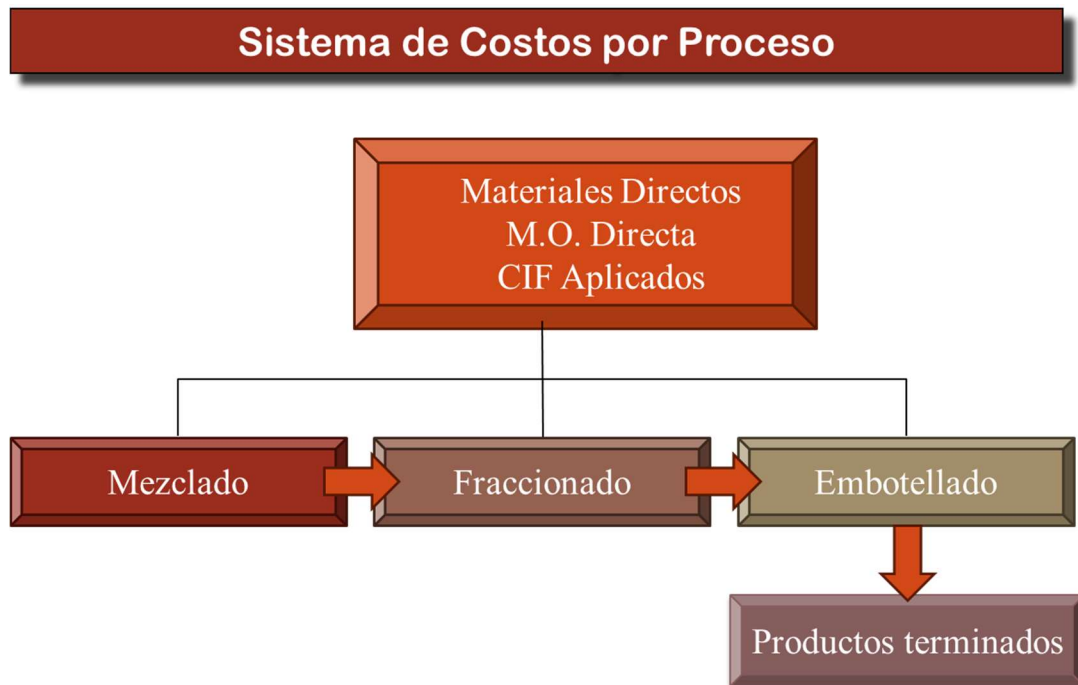 Sistema de Costos por Proceso
Materiales Directos
M.O. Directa
CIF Aplicados
Mezclado
Fraccionado
Embotellado
Productos terminados